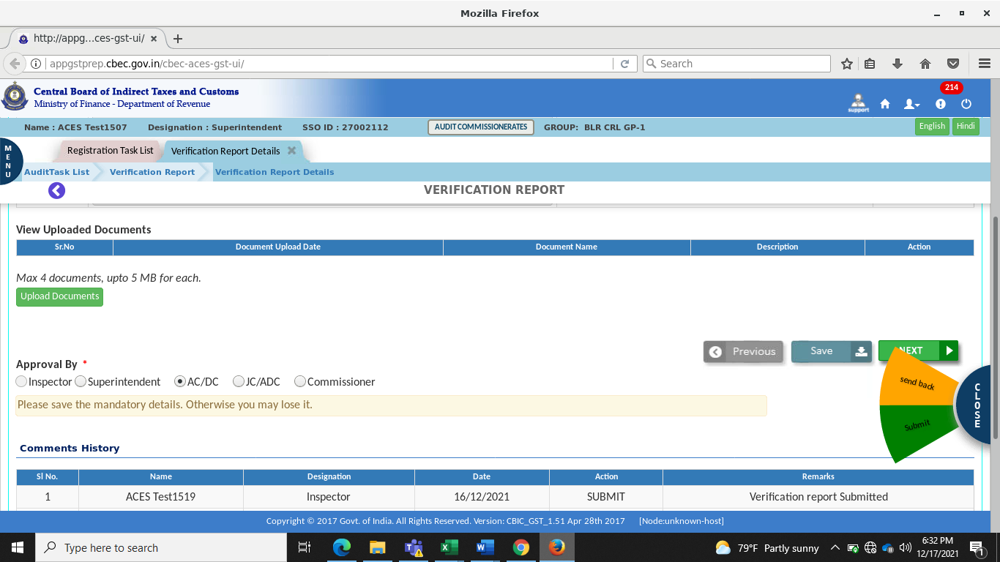 Mozilla Firefox
http://appg...ces-gst-ui/
appgstprep.cbec.gov.in/cbec-aces-gst-ui/
Search
Central Board of Indirect Taxes and Customs
Ministry of Finance - Department of Revenue
support
214
Name : ACES Test1507 Designation : Superintendent SSO ID : 27002112 AUDIT COMMISSIONERATES GROUP: BLR CRL GP-1 English Hindi
MENU
Registration Task List Verification Report Details
AuditTask List Verification Report Verification Report Details
VERIFICATION REPORT
View Uploaded Documents
Sr.No Document Upload Date Document Name Description Action
Max 4 documents, upto 5 MB for each.
Upload Documents
Previous Save NEXT
Approval By *
Inspector Superintendent AC/DC JC/ADC Commissioner
send back
Submit
CLOSE
Please save the mandatory details. Otherwise you may lose it.
Comments History
Sl No. Name Designation Date Action Remarks
1 ACES Test1519 Inspector 16/12/2021 SUBMIT Verification report Submitted
Copyright © 2017 Govt. of India. All Rights Reserved. Version: CBIC_GST_1.51 Apr 28th 2017 [Node:unknown-host]
Type here to search
79°F Partly sunny
6:32 PM
12/17/2021
1